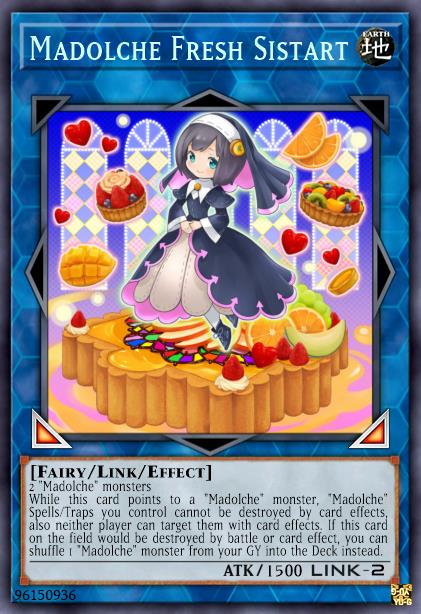 Madolche Fresh Sistart
EARTH
地
[Fairy/Link/Effect]
2 "Madolche" monsters
While this card points to a "Madolche" monster, "Madolche"
Spells/Traps you control cannot be destroyed by card effects,
also neither player can target them with card effects. If this card
on the field would be destroyed by battle or card effect, you can
shuffle 1 "Madolche" monster from your GY into the Deck instead.
ATK/1500 LINK-2
96150936